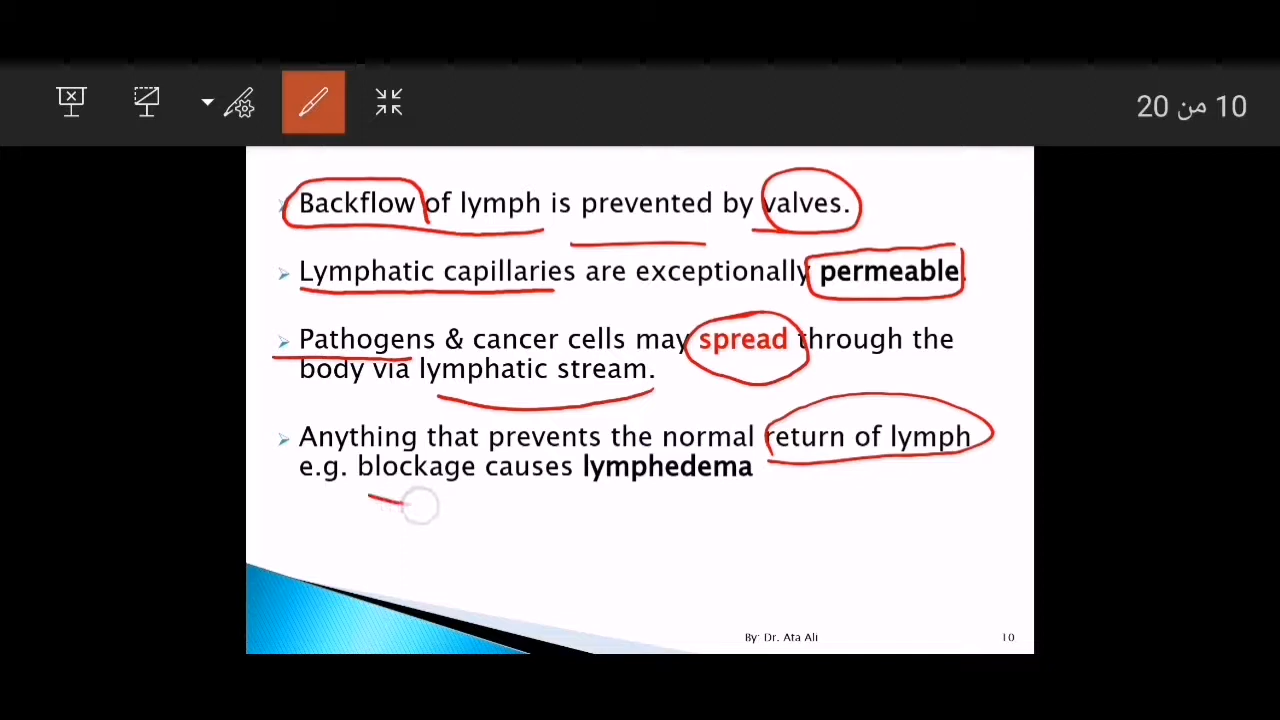 10 من 20
Backflow of lymph is prevented by valves.
Lymphatic capillaries are exceptionally permeable.
Pathogens & cancer cells may spread through the
body via lymphatic stream.
Anything that prevents the normal return of lymph
e.g. blockage causes lymphedema
By: Dr. Ata Ali
10